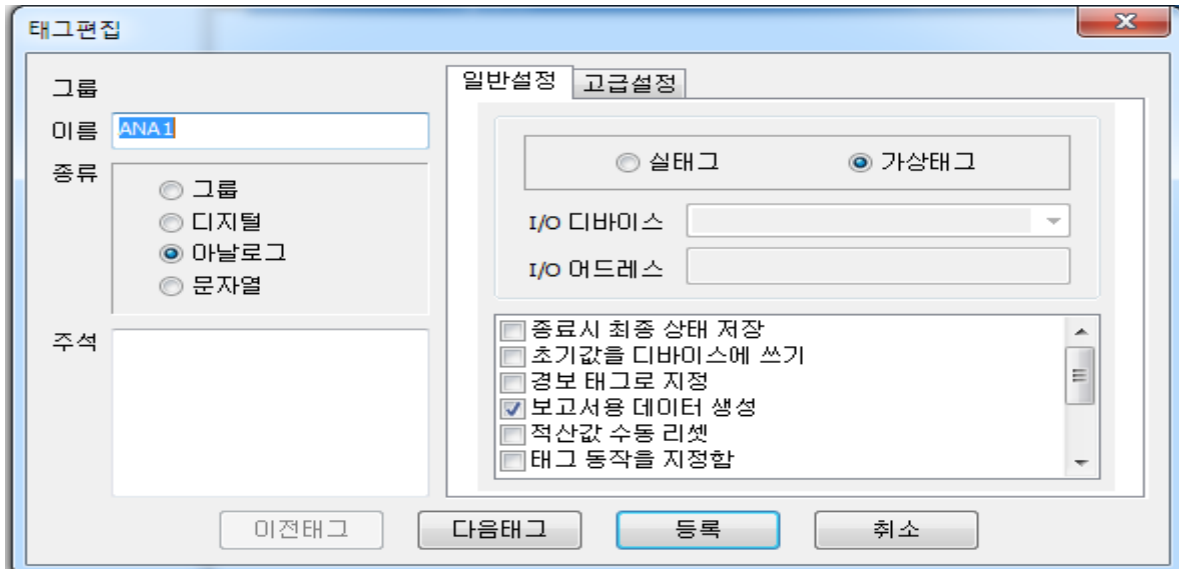 태그편집
그룹
이름 ANA1
종류
그룹
디지털
아날로그
문자열
주석
일반설정 고급설정
실태그 가상태그
I/O 디바이스
I/O 어드레스
종료시 최종 상태 저장
초기값을 디바이스에 쓰기
경보 태그로 지정
보고서용 데이터 생성
적산값 수동 리셋
태그 동작을 지정함
이전태그 다음태그 등록 취소